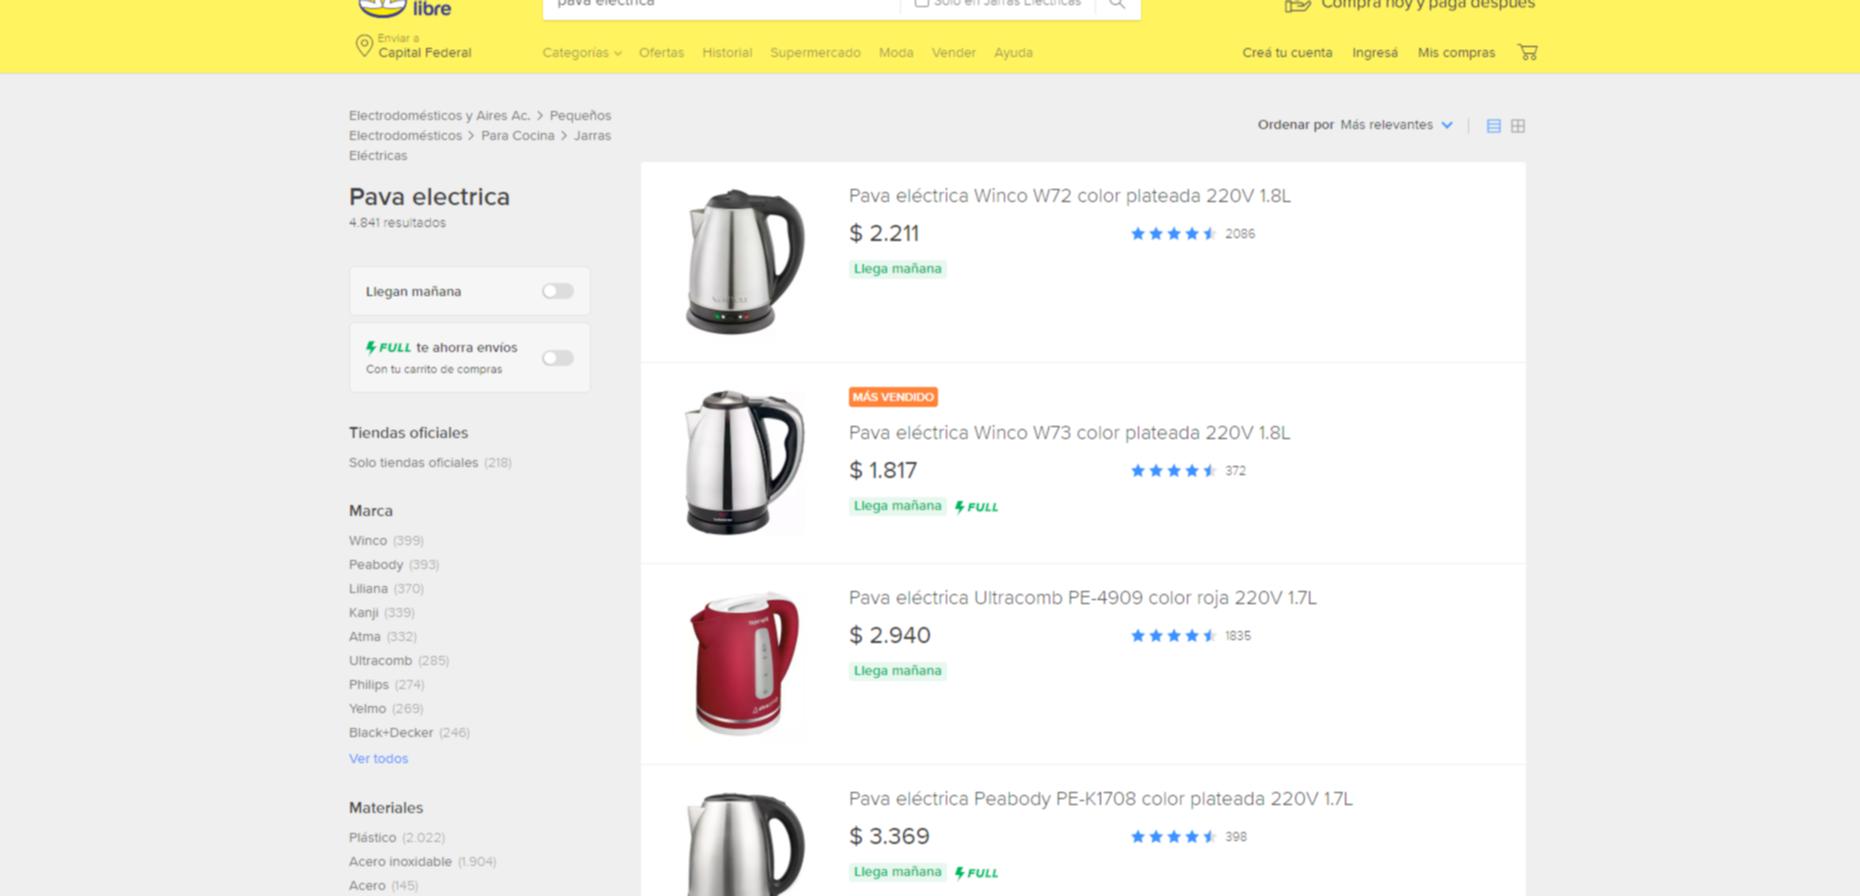 libre
pava electrica
Solo en Jarras Eléctricas
Comprá hoy y pagá después
Enviar a
Capital Federal
Categorías
Ofertas
Historial
Supermercado
Moda
Vender
Ayuda
Creá tu cuenta
Ingresá
Mis compras
Electrodomésticos y Aires Ac. > Pequeños
Electrodomésticos > Para Cocina > Jarras
Eléctricas
Ordenar por Más relevantes
Pava electrica
4.841 resultados
Llegan mañana
FULL te ahorra envíos
Con tu carrito de compras
Tiendas oficiales
Solo tiendas oficiales (218)
Marca
Winco (399)
Peabody (393)
Liliana (370)
Kanji (339)
Atma (332)
Ultracomb (285)
Philips (274)
Yelmo (269)
Black+Decker (246)
Ver todos
Materiales
Plástico (2.022)
Acero inoxidable (1.904)
Acero (145)
Pava eléctrica Winco W72 color plateada 220V 1.8L
$ 2.211
2086
Llega mañana
MÁS VENDIDO
Pava eléctrica Winco W73 color plateada 220V 1.8L
$ 1.817
372
Llega mañana FULL
Pava eléctrica Ultracomb PE-4909 color roja 220V 1.7L
$ 2.940
1835
Llega mañana
Pava eléctrica Peabody PE-K1708 color plateada 220V 1.7L
$ 3.369
398
Llega mañana FULL